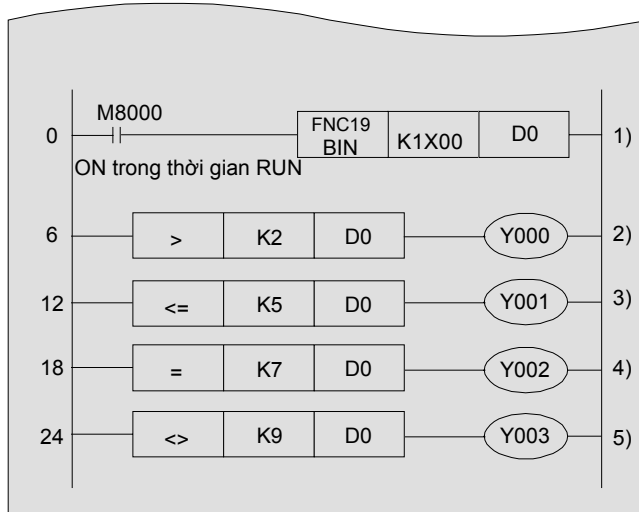 M8000
0 FNC19 BIN K1X00 D0 1)
ON trong thời gian RUN
6 > K2 D0 Y000 2)
12 <= K5 D0 Y001 3)
18 = K7 D0 Y002 4)
24 <> K9 D0 Y003 5)